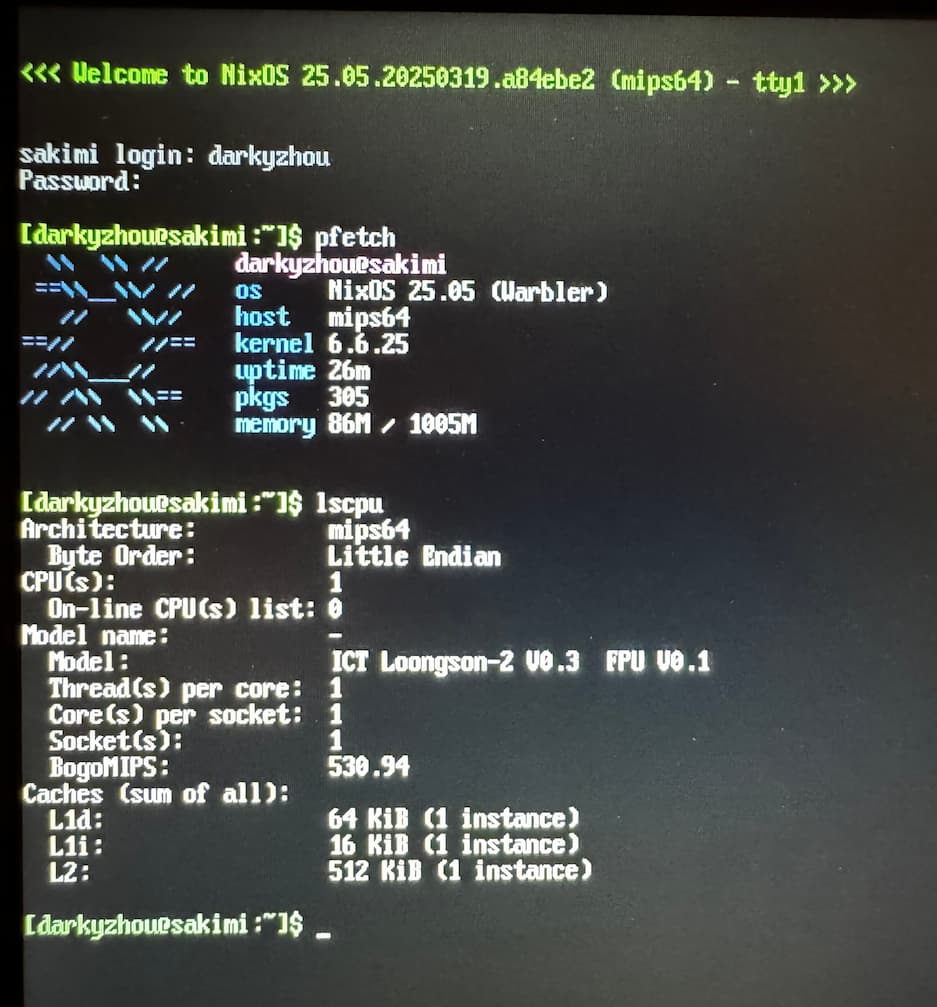 <<< Welcome to NixOS 25.05.20250319.a84ebe2 (mips64) - tty1 >>>
sakimi login: darkyzhou
Password:
[darkyzhou@sakimi:~]$ pfetch
  \\  \\ //     darkyzhou@sakimi
 ==\\__\\/ //   os     NixOS 25.05 (Warbler)
   //   \\//    host   mips64
==//     //==   kernel 6.6.25
 //\\___//      uptime 26m
// /\\  \\==    pkgs   305
  // \\  \\     memory 86M / 1005M
[darkyzhou@sakimi:~]$ lscpu
Architecture:          mips64
  Byte Order:          Little Endian
CPU(s):                1
  On-line CPU(s) list: 0
Model name:            -
  Model:               ICT Loongson-2 V0.3  FPU V0.1
  Thread(s) per core:  1
  Core(s) per socket:  1
  Socket(s):           1
  BogoMIPS:            530.94
Caches (sum of all):
  L1d:                 64 KiB (1 instance)
  L1i:                 16 KiB (1 instance)
  L2:                  512 KiB (1 instance)
[darkyzhou@sakimi:~]$ _